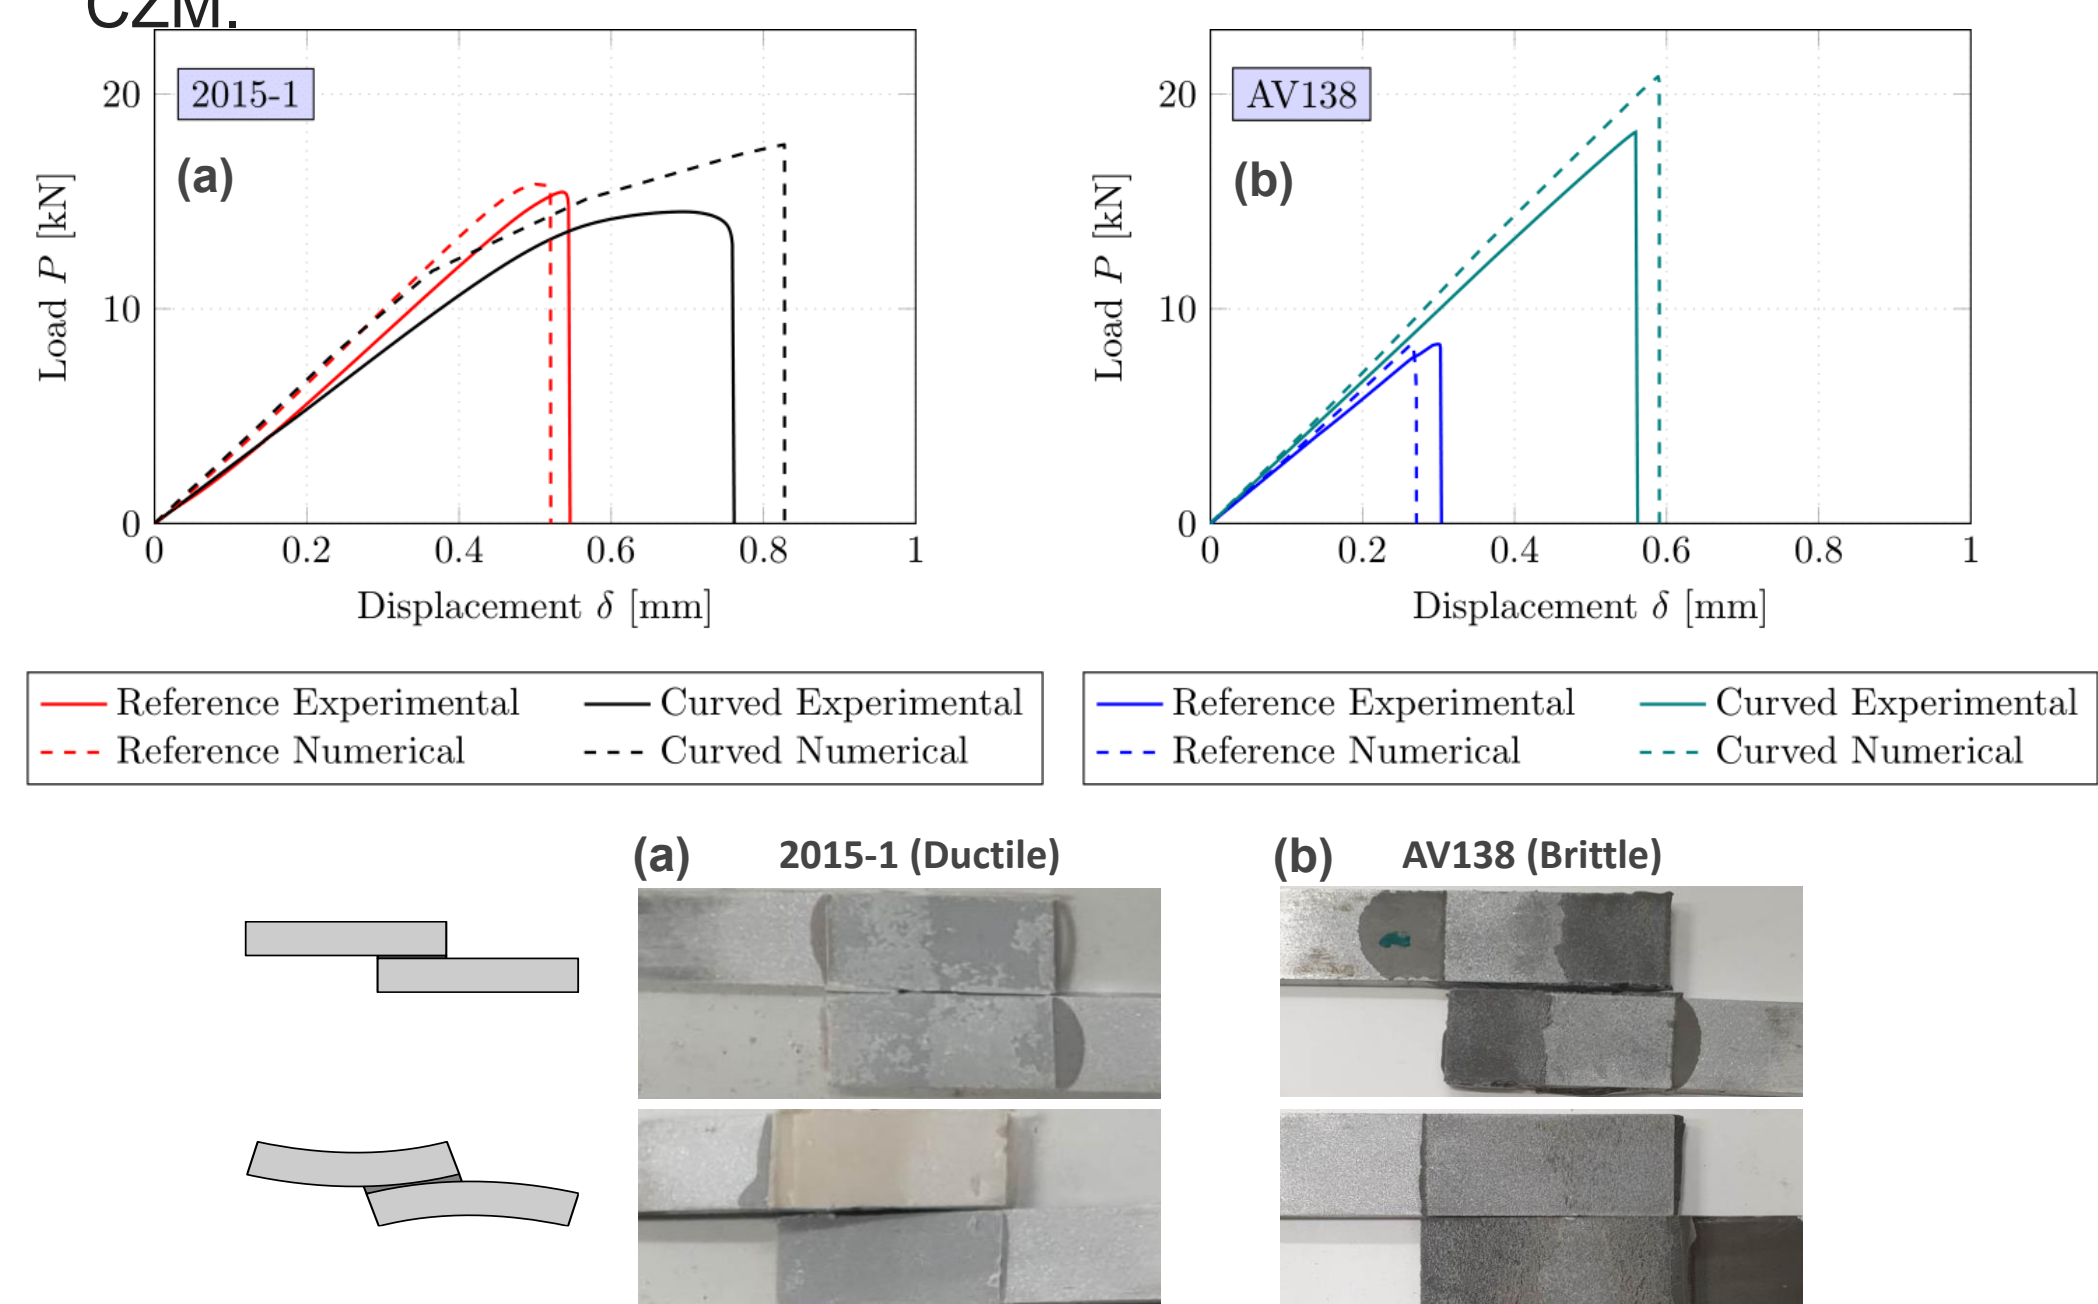 CZM.
2015-1
(a)
20
10
0
Load P [kN]
0 0.2 0.4 0.6 0.8 1
Displacement δ [mm]
AV138
(b)
20
10
0
Load P [kN]
0 0.2 0.4 0.6 0.8 1
Displacement δ [mm]
Reference Experimental Curved Experimental
Reference Numerical Curved Numerical
Reference Experimental Curved Experimental
Reference Numerical Curved Numerical
(a) 2015-1 (Ductile)
(b) AV138 (Brittle)